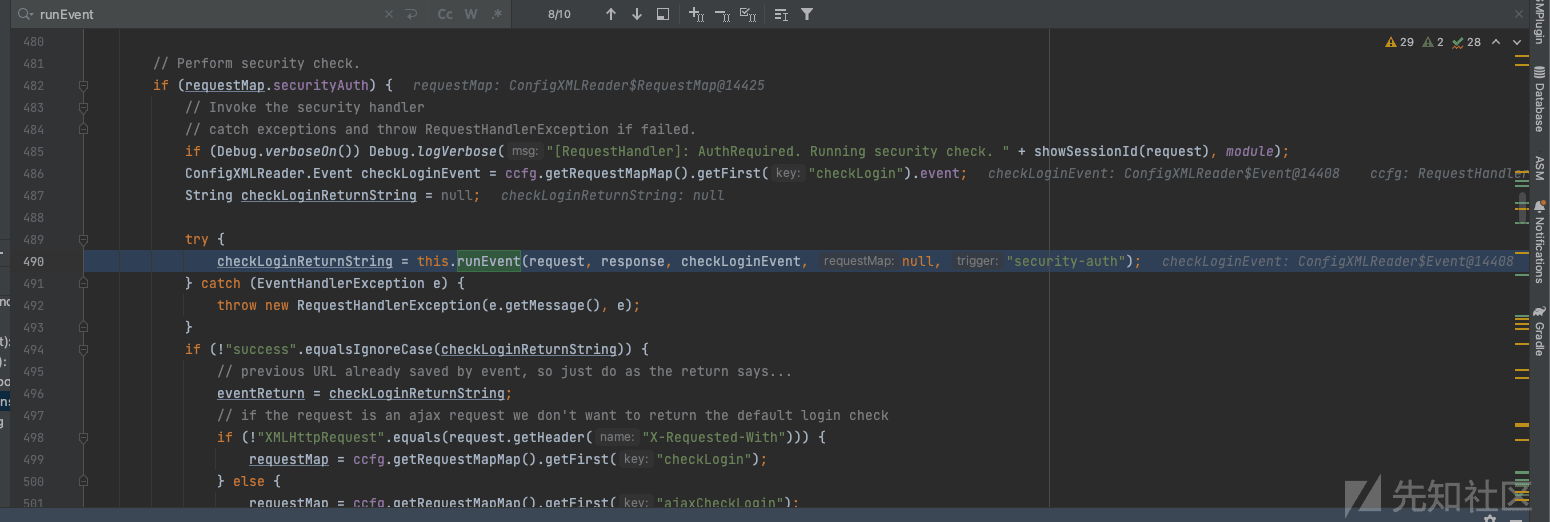 runEvent
Cc W .* 8/10
29 2 28
480
481 // Perform security check.
482 if (requestMap.securityAuth) { requestMap: ConfigXMLReader$RequestMap@14425
483 // Invoke the security handler
484 // catch exceptions and throw RequestHandlerException if failed.
485 if (Debug.verboseOn()) Debug.logVerbose( msg: "[RequestHandler]: AuthRequired. Running security check. " + showSessionId(request), module);
486 ConfigXMLReader.Event checkLoginEvent = ccfg.getRequestMapMap().getFirst( key: "checkLogin").event; checkLoginEvent: ConfigXMLReader$Event@14408 ccfg: RequestHandler
487 String checkLoginReturnString = null; checkLoginReturnString: null
488
489 try {
490 checkLoginReturnString = this.runEvent(request, response, checkLoginEvent, requestMap: null, trigger: "security-auth"); checkLoginEvent: ConfigXMLReader$Event@14408
491 } catch (EventHandlerException e) {
492 throw new RequestHandlerException(e.getMessage(), e);
493 }
494 if (!"success".equalsIgnoreCase(checkLoginReturnString)) {
495 // previous URL already saved by event, so just do as the return says...
496 eventReturn = checkLoginReturnString;
497 // if the request is an ajax request we don't want to return the default login check
498 if (!"XMLHttpRequest".equals(request.getHeader( name: "X-Requested-With"))) {
499 requestMap = ccfg.getRequestMapMap().getFirst( key: "checkLogin");
500 } else {
501 requestMap = ccfg.getRequestMapMap().getFirst( key: "ajaxCheckLogin");
SMPlugin
Database
ASM
Notifications
Gradle
先知社区